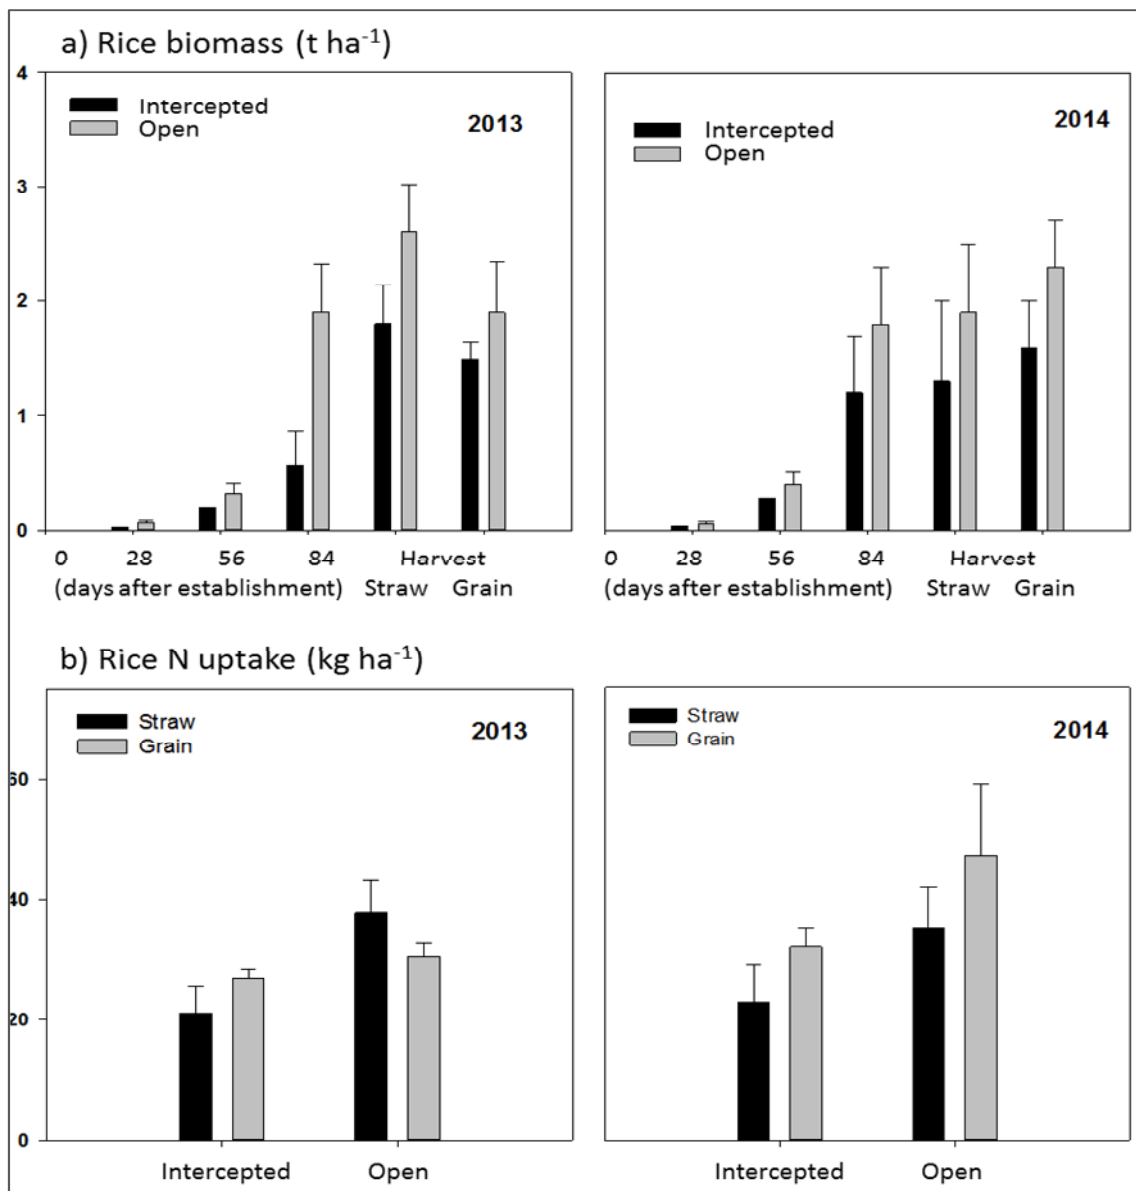 a) Rice biomass (t ha⁻¹)
4
3
2
1
0
Intercepted
Open
2013
Intercepted
Open
2014
0 28 56 84 Harvest
(days after establishment) Straw Grain
0 28 56 84 Harvest
(days after establishment) Straw Grain
b) Rice N uptake (kg ha⁻¹)
60
40
20
0
Straw
Grain
2013
Straw
Grain
2014
Intercepted Open
Intercepted Open